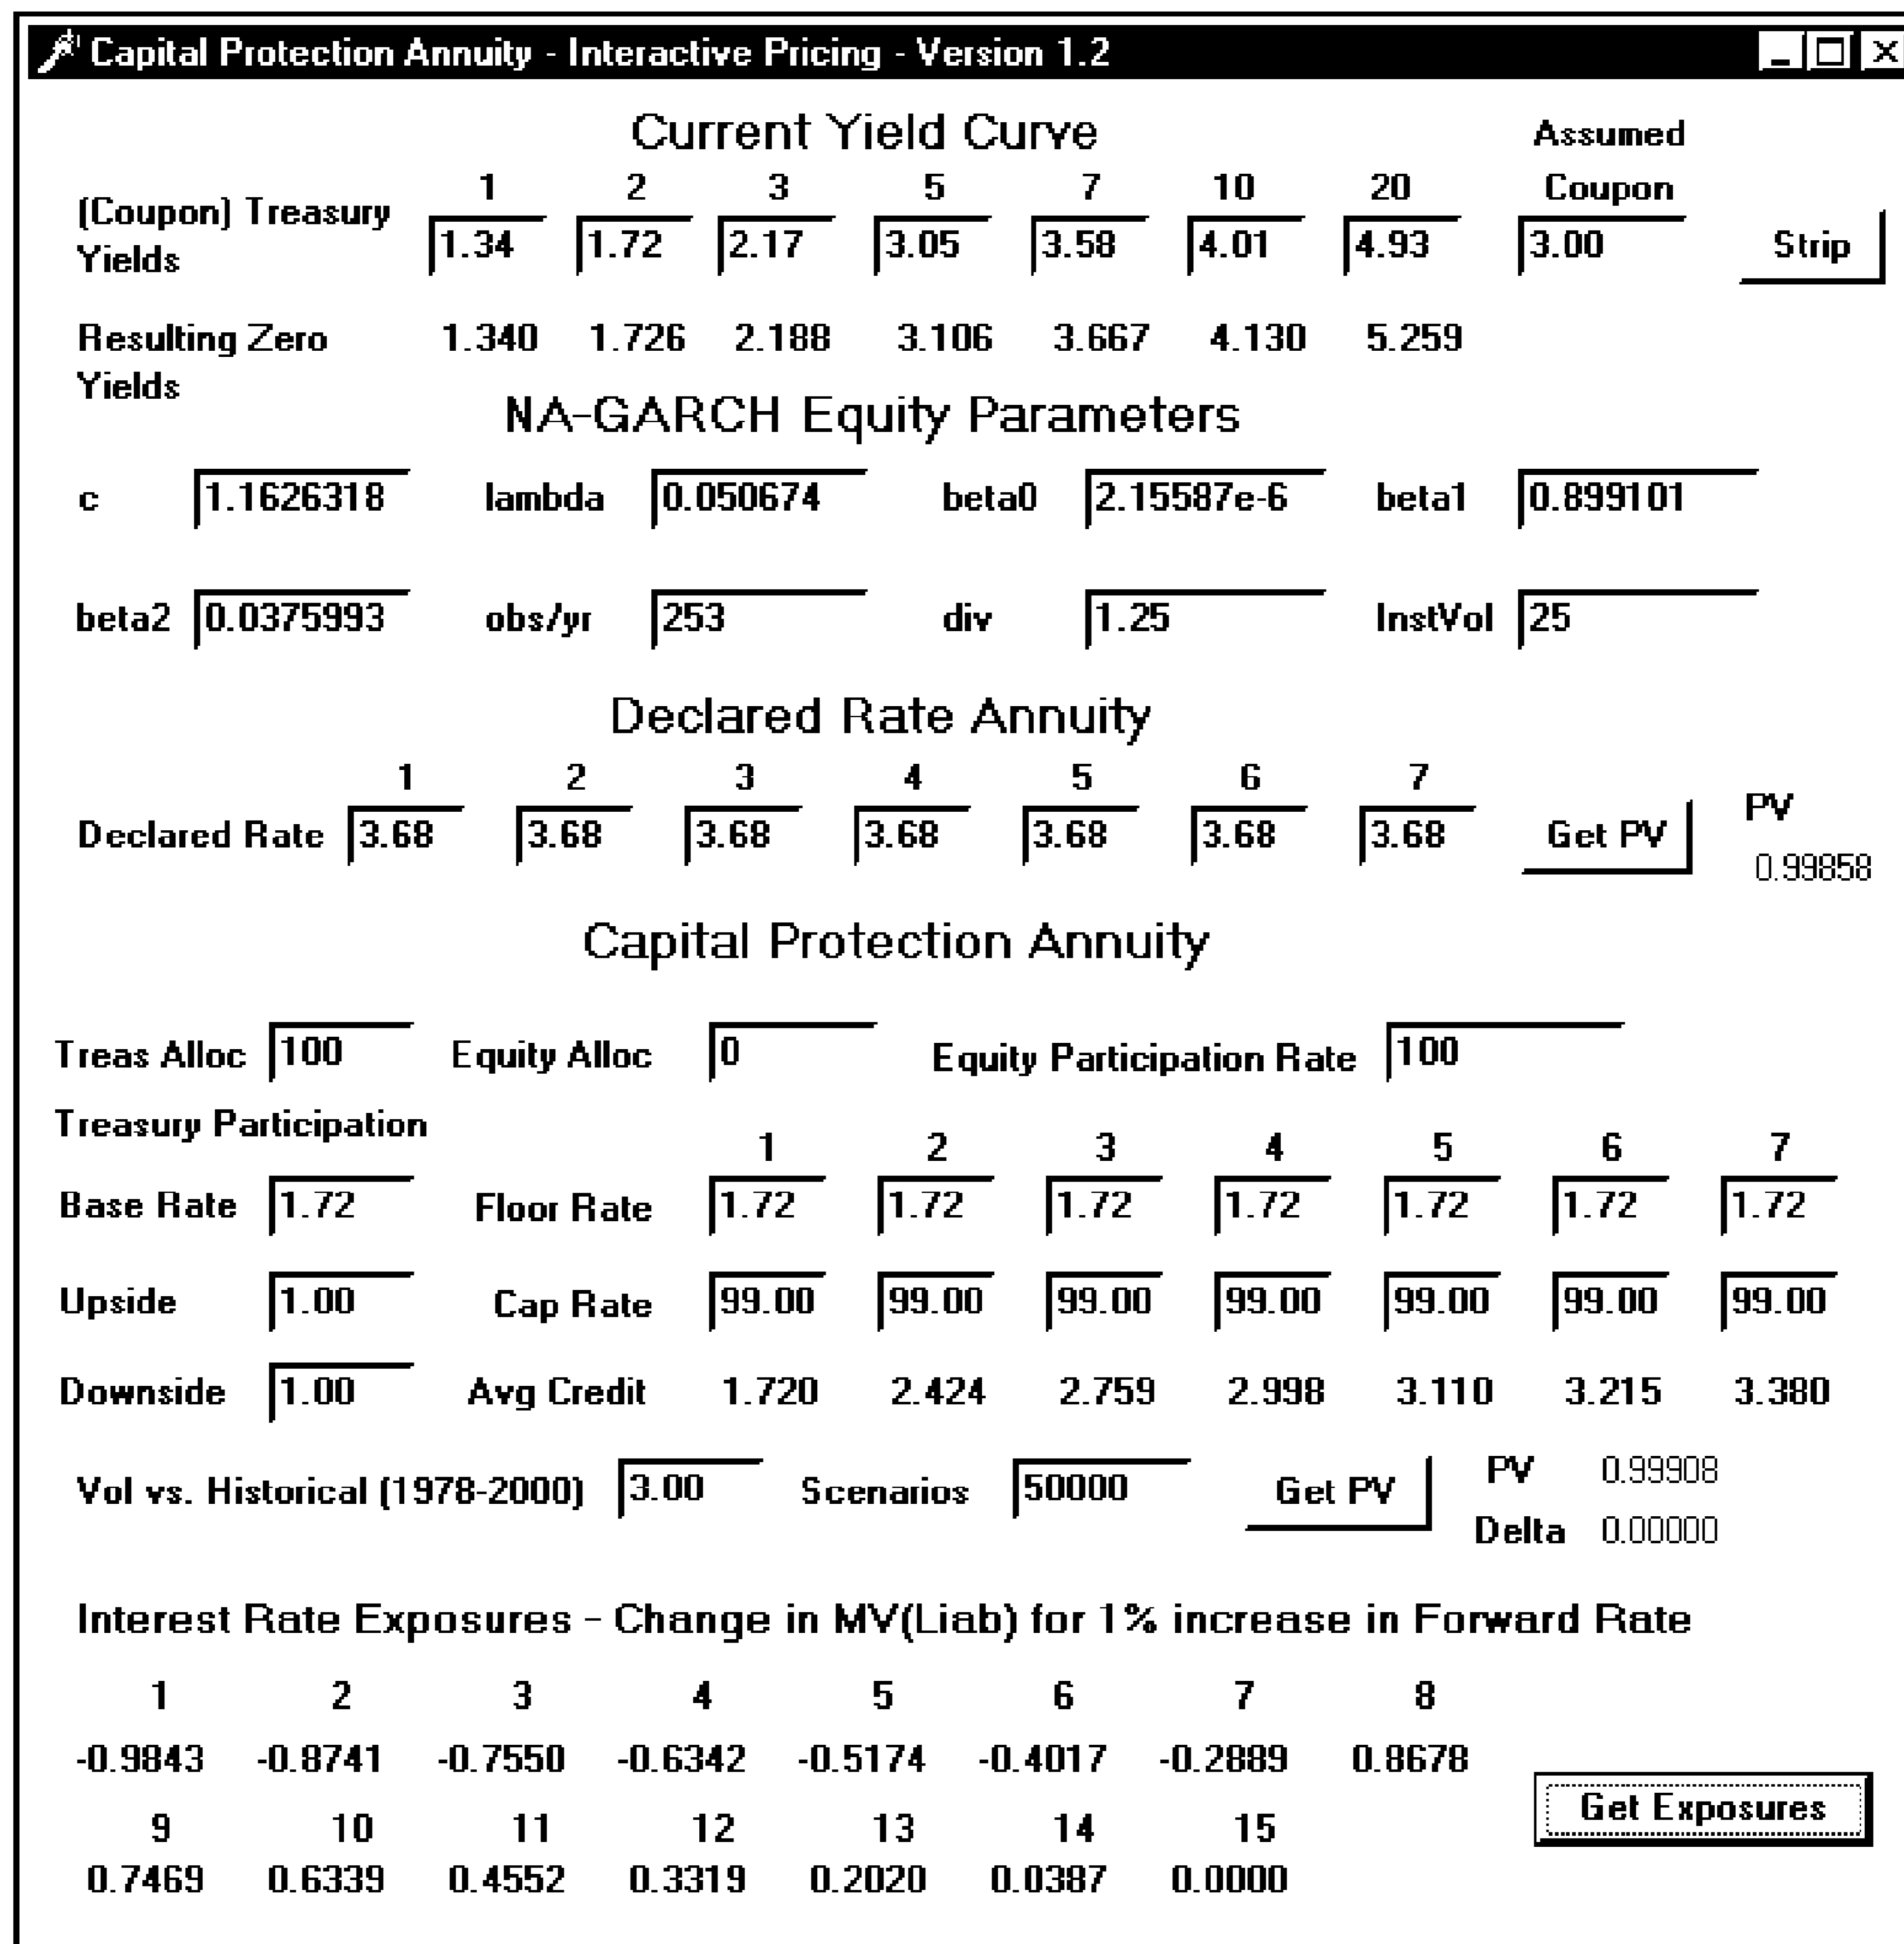 Capital Protection Annuity - Interactive Pricing - Version 1.2
Current Yield Curve Assumed
1 2 3 5 7 10 20 Coupon
(Coupon) Treasury
Yields 1.34 1.72 2.17 3.05 3.58 4.01 4.93 3.00 Strip
Resulting Zero 1.340 1.726 2.188 3.106 3.667 4.130 5.259
Yields
NA-GARCH Equity Parameters
c 1.1626318 lambda 0.050674 beta0 2.15587e-6 beta1 0.899101
beta2 0.0375993 obs/yr 253 div 1.25 InstVol 25
Declared Rate Annuity
1 2 3 4 5 6 7
PV
Declared Rate 3.68 3.68 3.68 3.68 3.68 3.68 3.68 Get PV
0.99858
Capital Protection Annuity
Treas Alloc 100 Equity Alloc 0 Equity Participation Rate 100
Treasury Participation
1 2 3 4 5 6 7
Base Rate 1.72 Floor Rate 1.72 1.72 1.72 1.72 1.72 1.72 1.72
Upside 1.00 Cap Rate 99.00 99.00 99.00 99.00 99.00 99.00 99.00
Downside 1.00 Avg Credit 1.720 2.424 2.759 2.998 3.110 3.215 3.380
Vol vs. Historical (1978-2000) 3.00 Scenarios 50000 Get PV PV 0.99908
Delta 0.00000
Interest Rate Exposures - Change in MV(Liab) for 1% increase in Forward Rate
1 2 3 4 5 6 7 8
-0.9843 -0.8741 -0.7550 -0.6342 -0.5174 -0.4017 -0.2889 0.8678
Get Exposures
9 10 11 12 13 14 15
0.7469 0.6339 0.4552 0.3319 0.2020 0.0387 0.0000